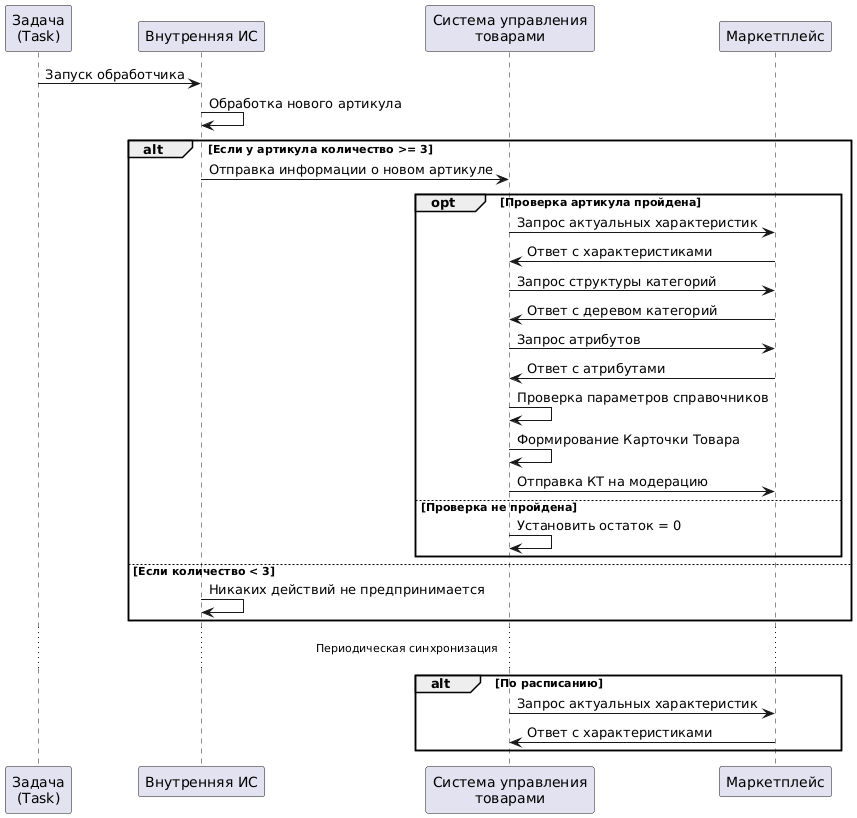 Задача
(Task)
Внутренняя ИС
Система управления
товарами
Маркетплейс
Запуск обработчика
Обработка нового артикула
alt
[Если у артикула количество >= 3]
Отправка информации о новом артикуле
opt
[Проверка артикула пройдена]
Запрос актуальных характеристик
Ответ с характеристиками
Запрос структуры категорий
Ответ с деревом категорий
Запрос атрибутов
Ответ с атрибутами
Проверка параметров справочников
Формирование Карточки Товара
Отправка КТ на модерацию
[Проверка не пройдена]
Установить остаток = 0
[Если количество < 3]
Никаких действий не предпринимается
Периодическая синхронизация
alt
[По расписанию]
Запрос актуальных характеристик
Ответ с характеристиками
Задача
(Task)
Внутренняя ИС
Система управления
товарами
Маркетплейс